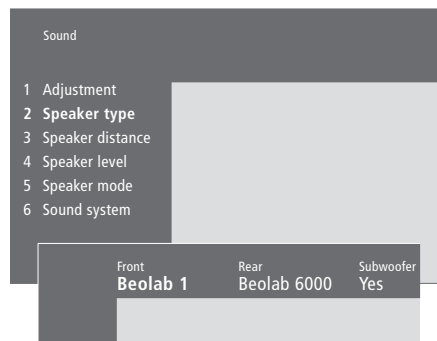 Sound
1 Adjustment
2 Speaker type
3 Speaker distance
4 Speaker level
5 Speaker mode
6 Sound system
Front Rear Subwoofer
Beolab 1 Beolab 6000 Yes